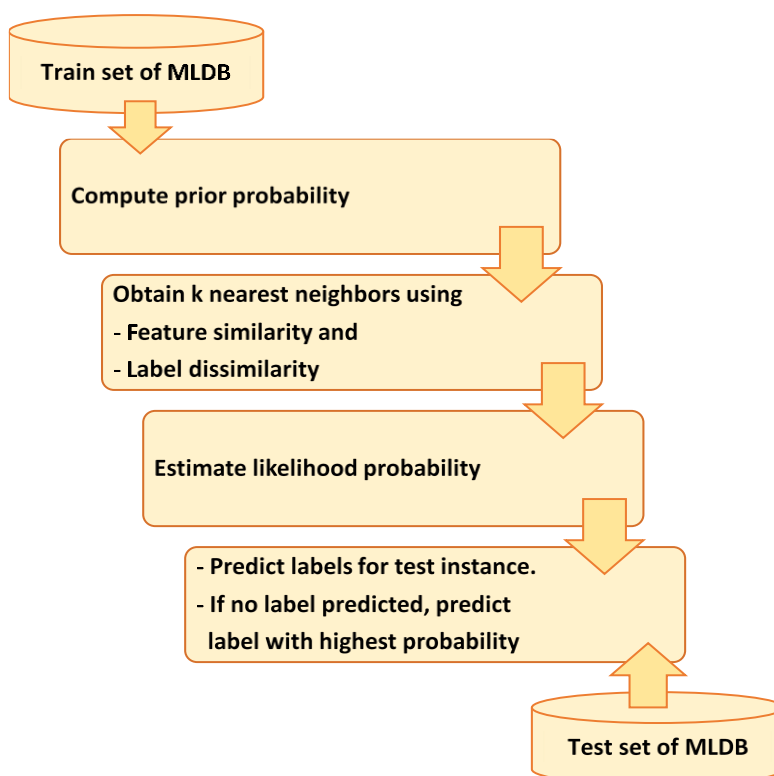 Train set of MLDB
Compute prior probability
Obtain k nearest neighbors using
- Feature similarity and
- Label dissimilarity
Estimate likelihood probability
- Predict labels for test instance.
- If no label predicted, predict
label with highest probability
Test set of MLDB